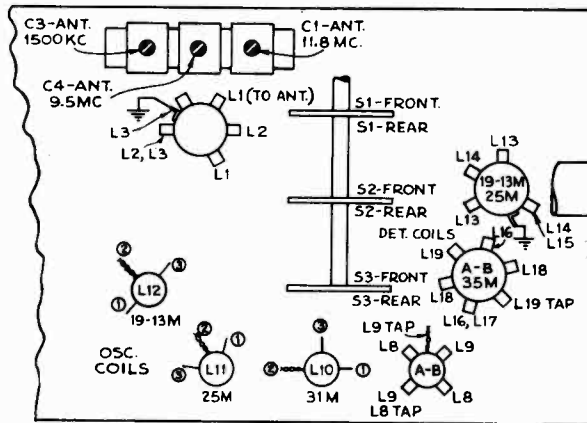 C3-ANT.
1500KC
C1-ANT.
11.8 MC.
C4-ANT.
9.5MC
L1 (TO ANT.)
L3
L2
L2, L3
L1
S1-FRONT.
S1-REAR
S2-FRONT
S2-REAR
S3-FRONT
S3-REAR
L13
L14
19-13M
25M
L13
L14
L15
DET. COILS
L16
L19
A-B
35M
L18
L18
L19 TAP
L16, L17
②
③
L12
①
19-13M
OSC.
COILS
②
①
L11
③
25M
③
②
L10
①
31M
L9 TAP
L8
L9
A-B
L9
L8 TAP
L8